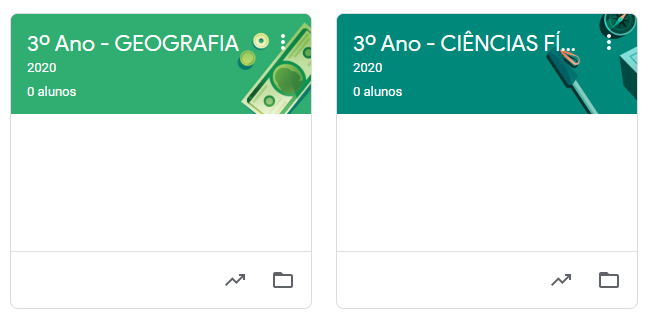 3º Ano - GEOGRAFIA
2020
0 alunos
3º Ano - CIÊNCIAS FÍ...
2020
0 alunos